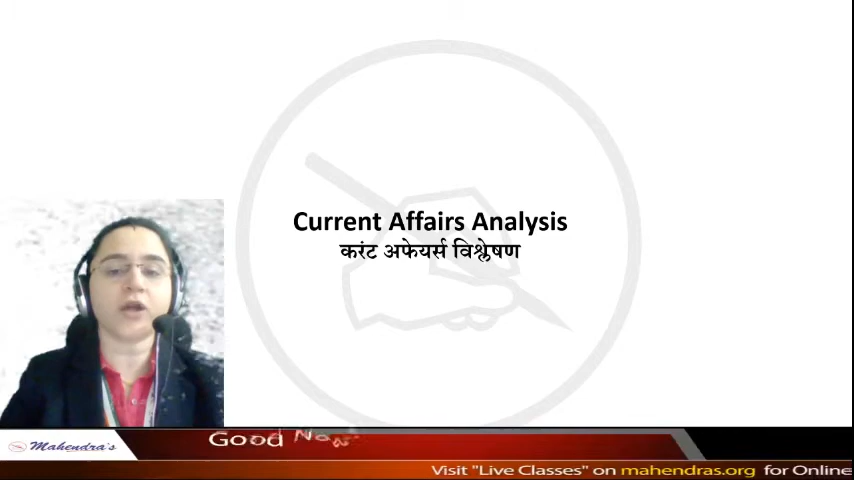 Current Affairs Analysis
करंट अफेयर्स विश्लेषण
Mahendra's
Good
Visit "Live Classes" on mahendras.org for Online